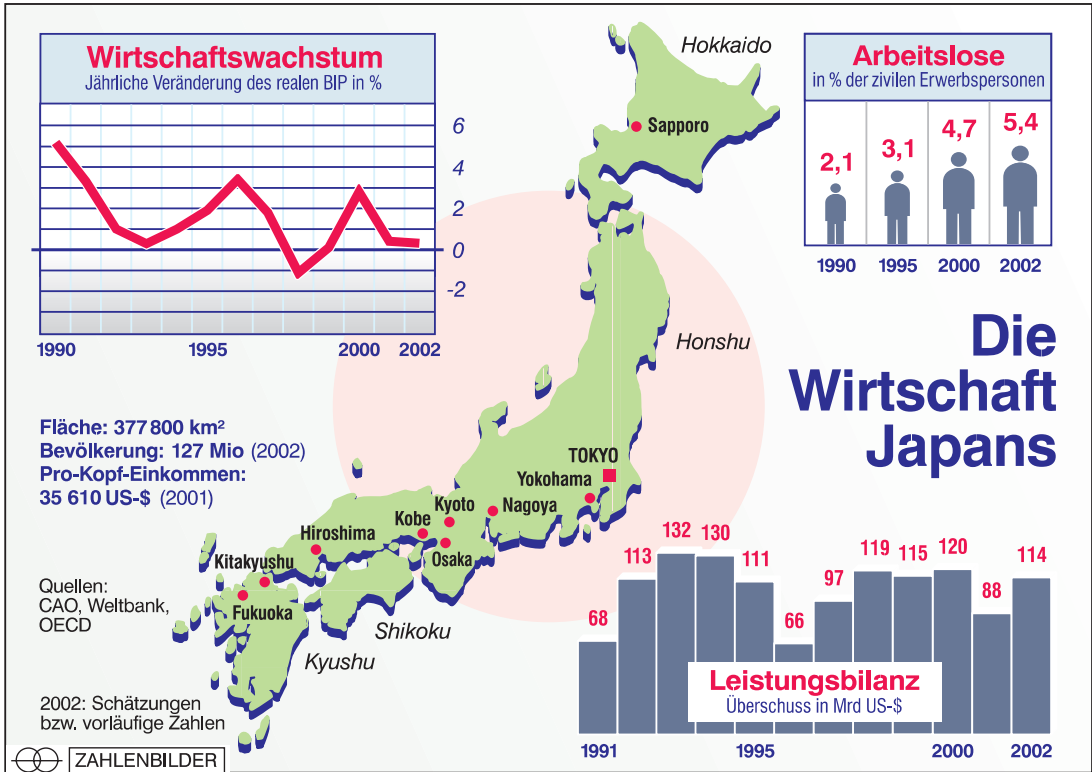 Wirtschaftswachstum
Jährliche Veränderung des realen BIP in %
6
4
2
0
-2
1990 1995 2000 2002
Hokkaido
Sapporo
Honshu
TOKYO
Yokohama
Nagoya
Kyoto
Kobe
Osaka
Hiroshima
Kitakyushu
Fukuoka
Shikoku
Kyushu
Arbeitslose
in % der zivilen Erwerbspersonen
2,1 3,1 4,7 5,4
1990 1995 2000 2002
Die
Wirtschaft
Japans
Fläche: 377 800 km²
Bevölkerung: 127 Mio (2002)
Pro-Kopf-Einkommen:
35 610 US-$ (2001)
Quellen:
CAO, Weltbank,
OECD
2002: Schätzungen
bzw. vorläufige Zahlen
68 113 132 130 111 66 97 119 115 120 88 114
Leistungsbilanz
Überschuss in Mrd US-$
1991 1995 2000 2002
ZAHLENBILDER